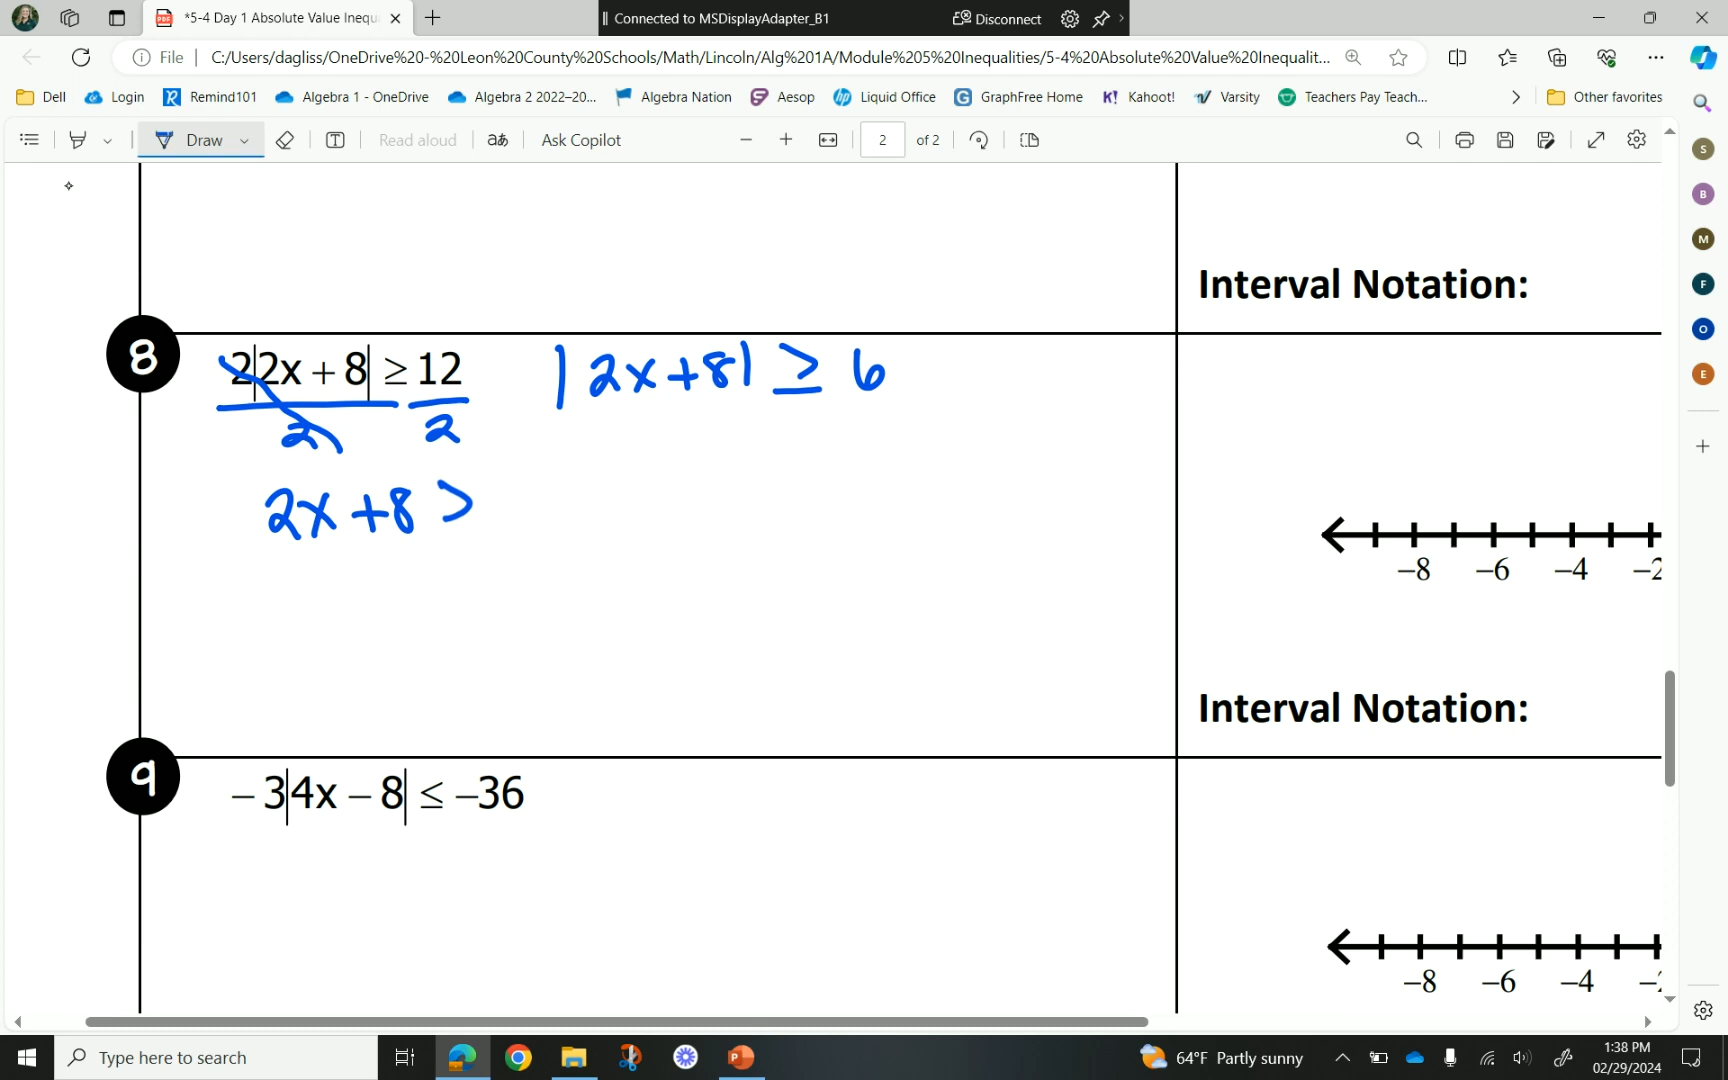 *5-4 Day 1 Absolute Value Inequ
Connected to MSDisplayAdapter_B1
Disconnect
File
C:/Users/dagliss/OneDrive%20-%20Leon%20County%20Schools/Math/Lincoln/Alg%201A/Module%205%20Inequalities/5-4%20Absolute%20Value%20Inequalit...
Dell
Login
Remind101
Algebra 1 - OneDrive
Algebra 2 2022–20...
Algebra Nation
Aesop
Liquid Office
GraphFree Home
K! Kahoot!
Varsity
Teachers Pay Teach...
Other favorites
Draw
Read aloud
aあ
Ask Copilot
2
of 2
S
B
M
F
O
E
Interval Notation:
8
2|2x + 8| ≥ 12
|2x+8| ≥ 6
2 2
2x+8 >
–8 –6 –4 –2
Interval Notation:
9
– 3|4x – 8| ≤ –36
–8 –6 –4
Type here to search
64°F Partly sunny
1:38 PM
02/29/2024